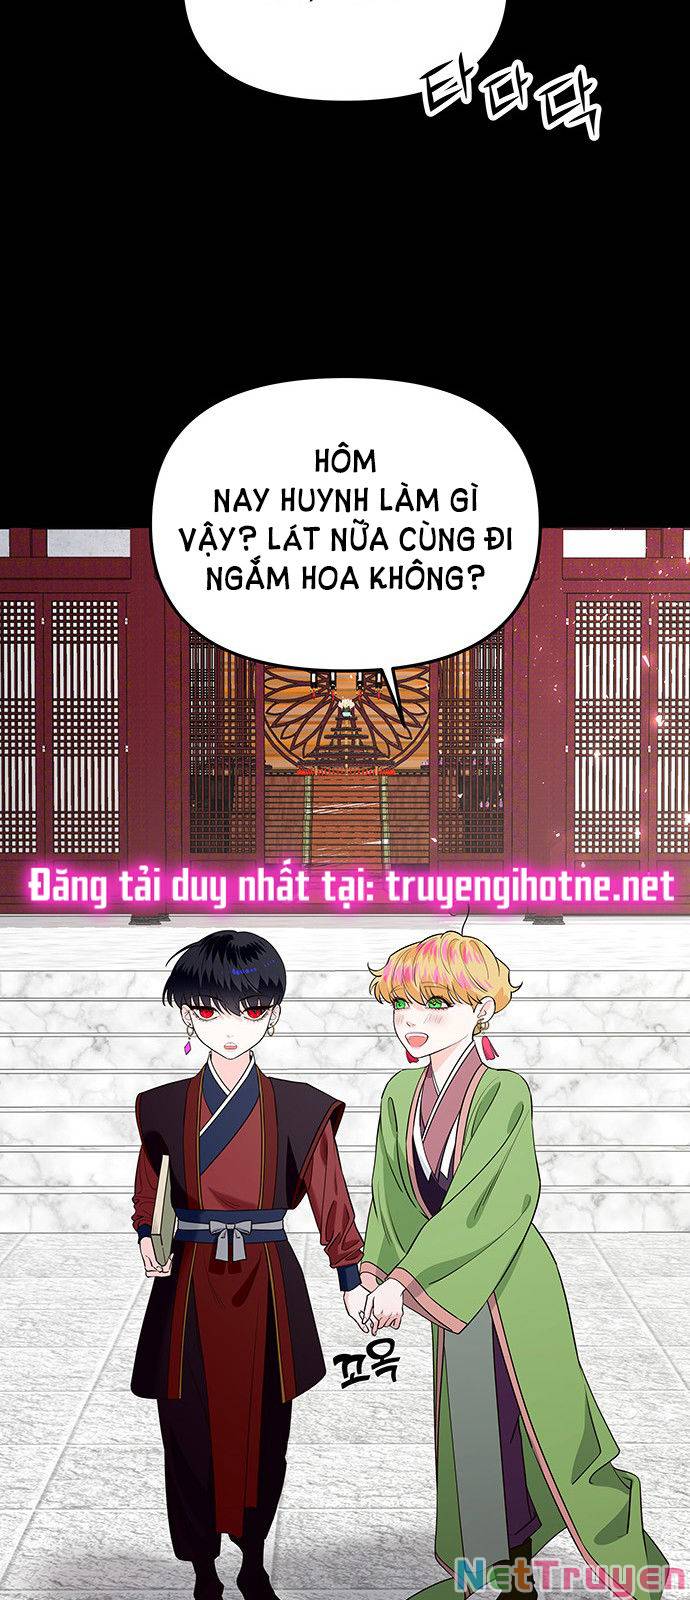 타다닥
HÔM
NAY HUYNH LÀM GÌ
VẬY? LÁT NỮA CÙNG ĐI
NGẮM HOA KHÔNG?
Đăng tải duy nhất tại: truyengihotne.net
꼬옥
NetTruyen